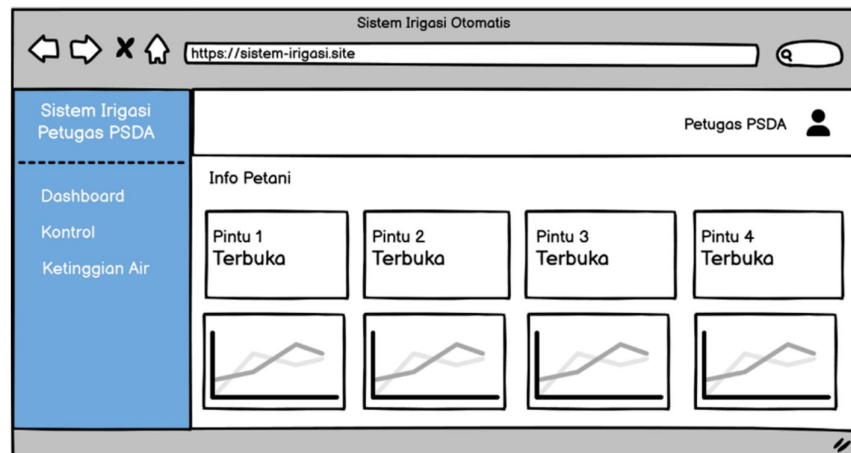 Sistem Irigasi Otomatis
https://sistem-irigasi.site
Sistem Irigasi
Petugas PSDA
Petugas PSDA
Dashboard
Kontrol
Ketinggian Air
Info Petani
Pintu 1
Terbuka
Pintu 2
Terbuka
Pintu 3
Terbuka
Pintu 4
Terbuka